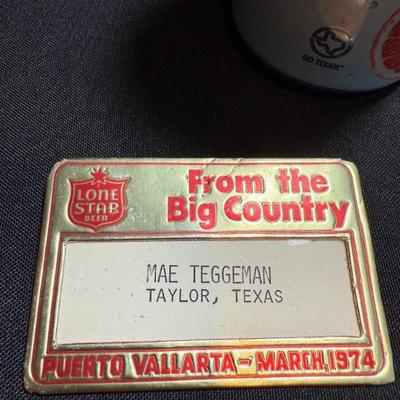 GO TEXAN.
LONE
STAR
BEER
From the
Big Country
MAE TEGGEMAN
TAYLOR, TEXAS
PUERTO VALLARTA-MARCH,1974